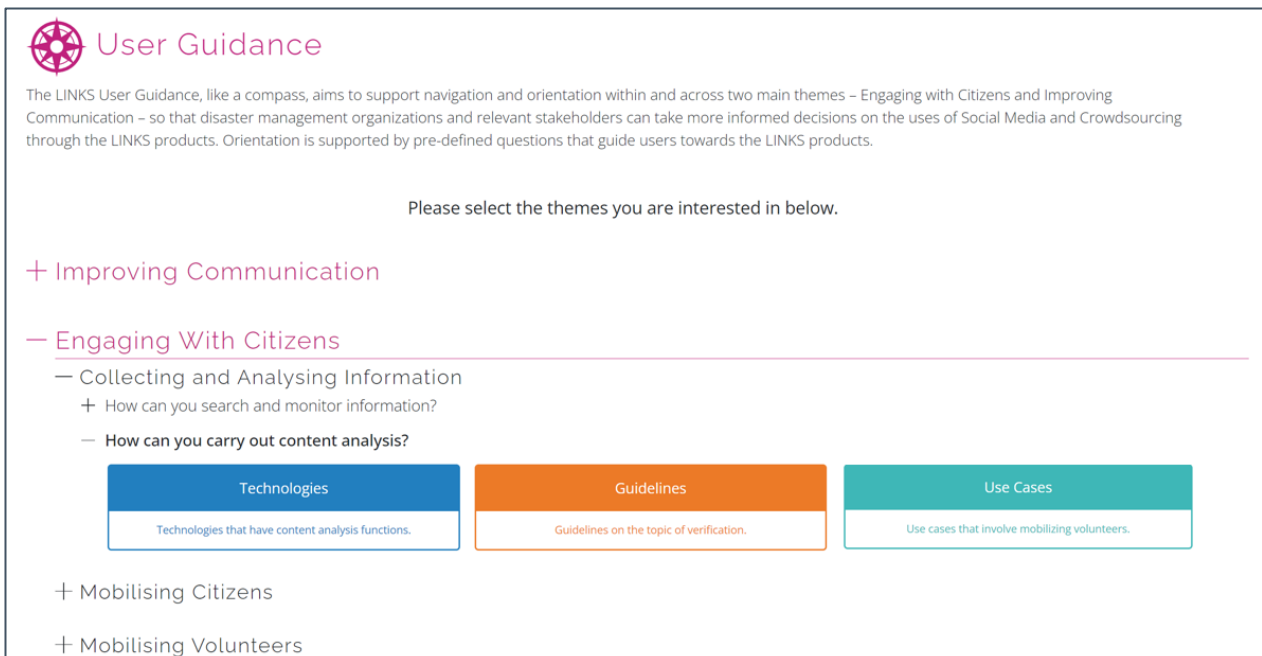 User Guidance
The LINKS User Guidance, like a compass, aims to support navigation and orientation within and across two main themes – Engaging with Citizens and Improving
Communication – so that disaster management organizations and relevant stakeholders can take more informed decisions on the uses of Social Media and Crowdsourcing
through the LINKS products. Orientation is supported by pre-defined questions that guide users towards the LINKS products.
Please select the themes you are interested in below.
+ Improving Communication
— Engaging With Citizens
— Collecting and Analysing Information
+ How can you search and monitor information?
— How can you carry out content analysis?
Technologies Guidelines Use Cases
Technologies that have content analysis functions. Guidelines on the topic of verification. Use cases that involve mobilizing volunteers.
+ Mobilising Citizens
+ Mobilising Volunteers